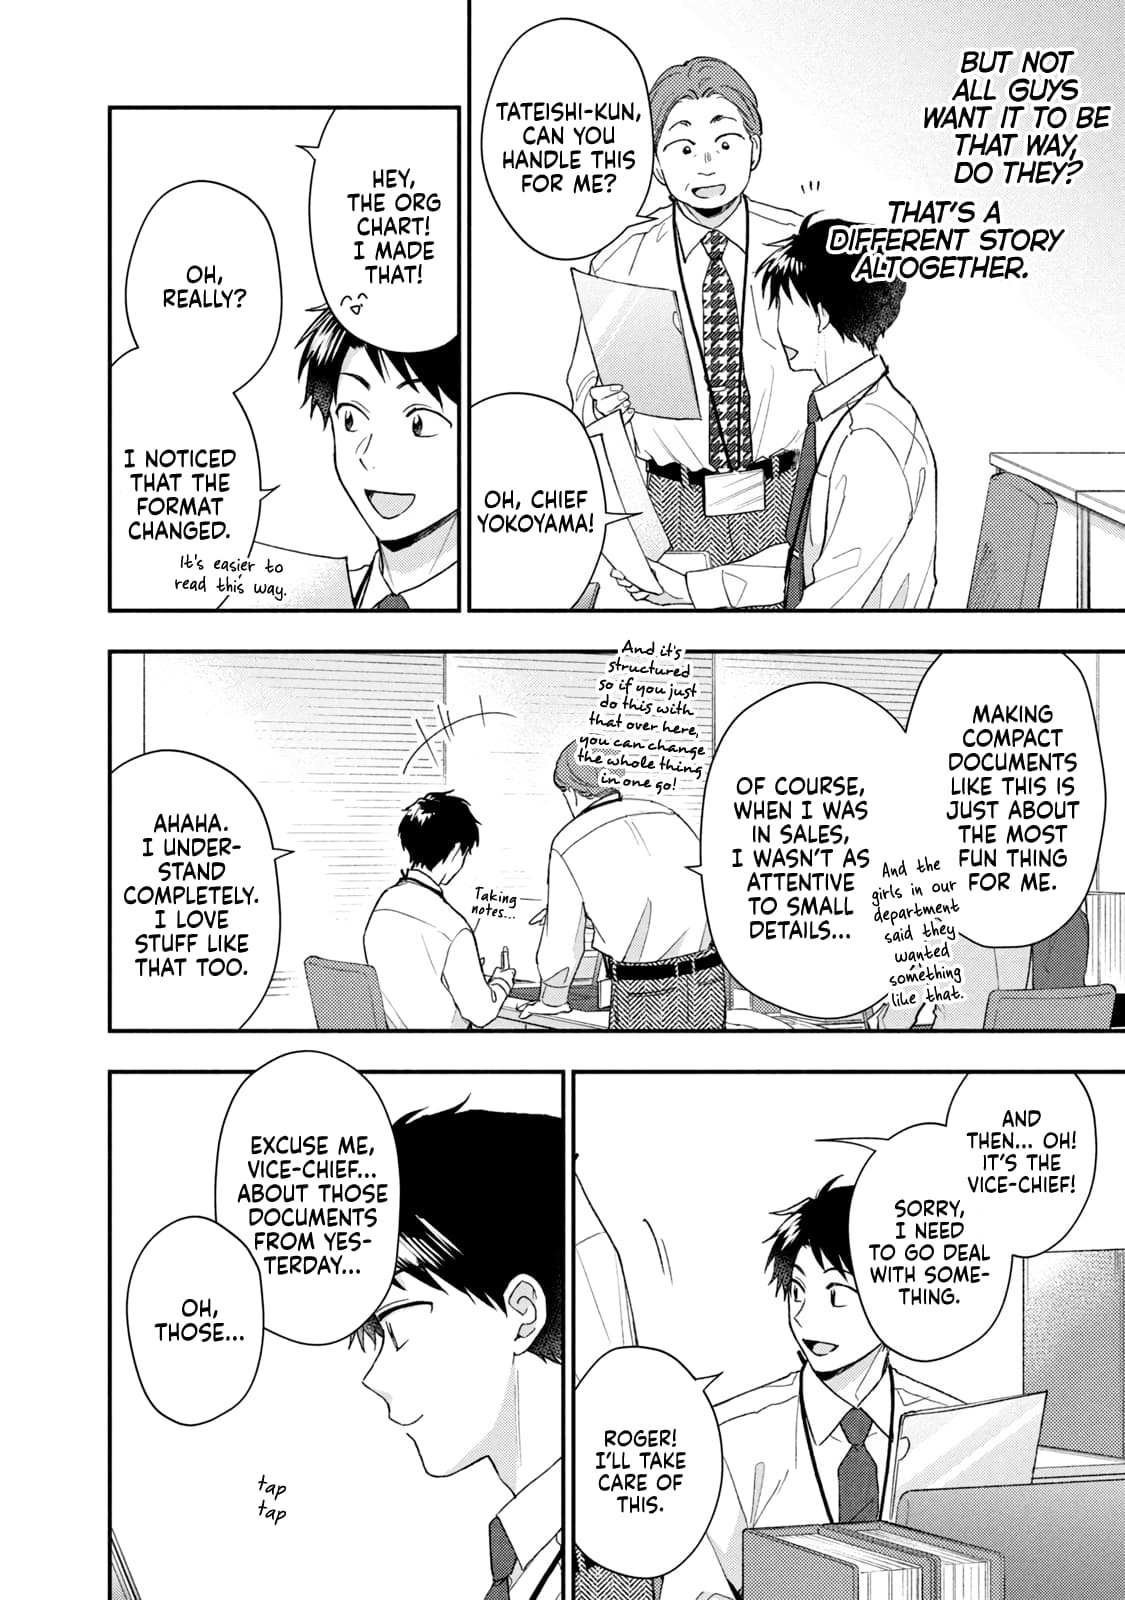 BUT NOT
ALL GUYS
WANT IT TO BE
THAT WAY,
DO THEY?
THAT'S A
DIFFERENT STORY
ALTOGETHER.
TATEISHI-KUN,
CAN YOU
HANDLE THIS
FOR ME?
OH, CHIEF
YOKOYAMA!
HEY,
THE ORG
CHART!
I MADE
THAT!
OH,
REALLY?
I NOTICED
THAT THE
FORMAT
CHANGED.
It's easier to
read this way.
MAKING
COMPACT
DOCUMENTS
LIKE THIS IS
JUST ABOUT
THE MOST
FUN THING
FOR ME.
And the
girls in our
department
said they
wanted
something
like that.
OF COURSE,
WHEN I WAS
IN SALES,
I WASN'T AS
ATTENTIVE
TO SMALL
DETAILS...
And it's
structured
so if you just
do this with
that over here,
you can change
the whole thing
in one go!
Taking
notes...
AHAHA.
I UNDER-
STAND
COMPLETELY.
I LOVE
STUFF LIKE
THAT TOO.
AND
THEN... OH!
IT'S THE
VICE-CHIEF!
SORRY,
I NEED
TO GO DEAL
WITH SOME-
THING.
ROGER!
I'LL TAKE
CARE OF
THIS.
EXCUSE ME,
VICE-CHIEF...
ABOUT THOSE
DOCUMENTS
FROM YES-
TERDAY...
OH,
THOSE...
tap
tap